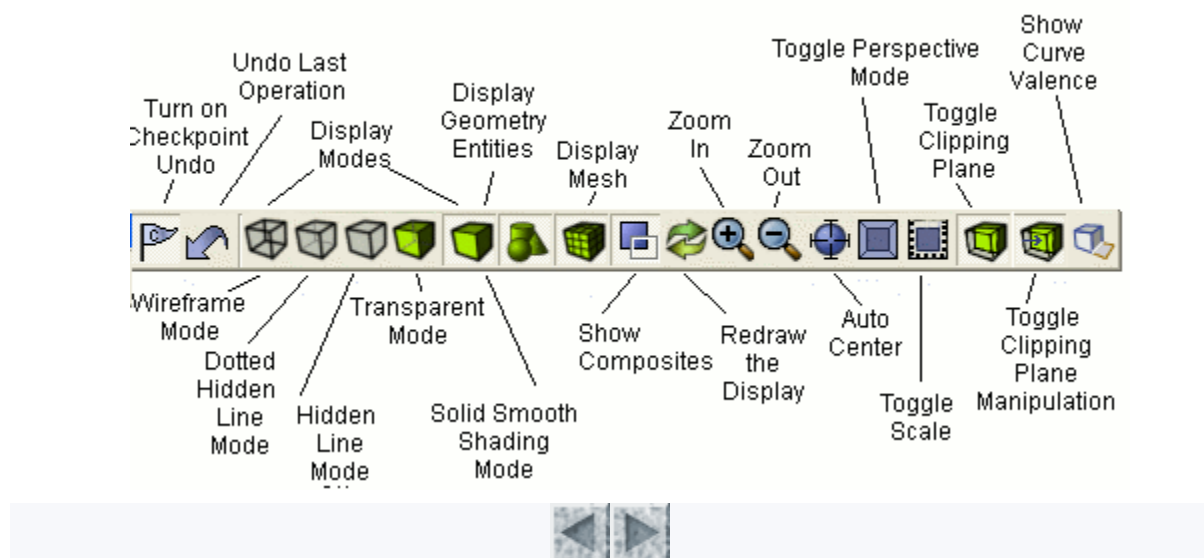 Show
Curve
Valence
Toggle Perspective
Mode
Undo Last
Operation
Display
Geometry
Entities
Turn on
Checkpoint
Undo
Toggle
Clipping
Plane
Zoom
In
Display
Modes
Display
Mesh
Zoom
Out
C
Wireframe
Mode
Transparent
Mode
Dotted
Hidden
Line
Mode
Hidden
Line
Mode
Solid Smooth
Shading
Mode
Show
Composites
Redraw
the
Display
Auto
Center
Toggle
Scale
Toggle
Clipping
Plane
Manipulation